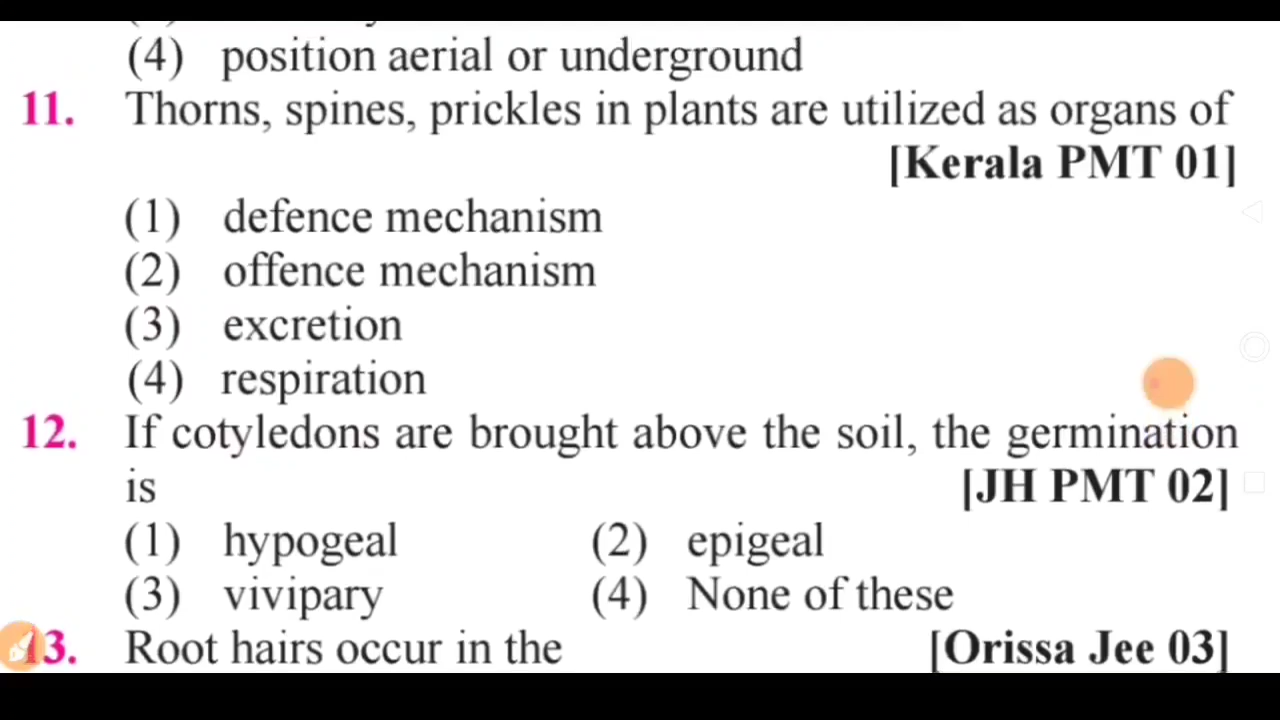 (4) position aerial or underground
11. Thorns, spines, prickles in plants are utilized as organs of
[Kerala PMT 01]
(1) defence mechanism
(2) offence mechanism
(3) excretion
(4) respiration
12. If cotyledons are brought above the soil, the germination
is [JH PMT 02]
(1) hypogeal (2) epigeal
(3) vivipary (4) None of these
13. Root hairs occur in the [Orissa Jee 03]